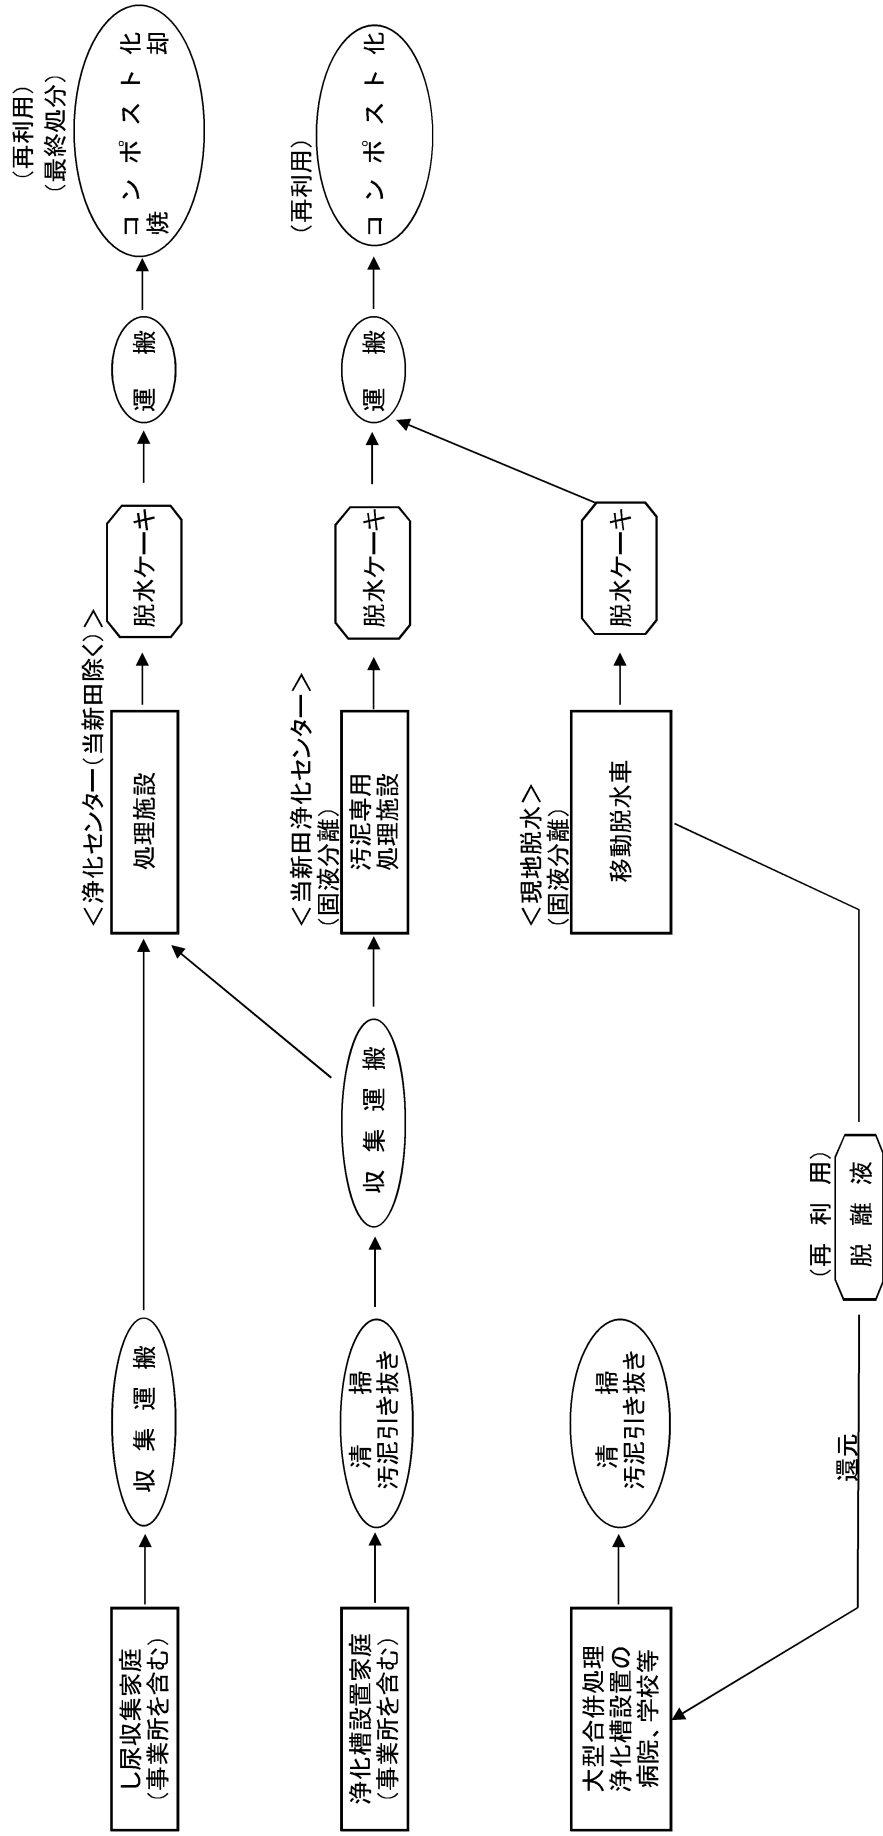 し尿収集家庭
（事業所を含む）
収集運搬
＜浄化センター（当新田除く）＞
処理施設
脱水ケーキ
運搬
（再利用）
（最終処分）
コンポスト化
焼却
浄化槽設置家庭
（事業所を含む）
清掃
汚泥引き抜き
収集運搬
＜当新田浄化センター＞
（固液分離）
汚泥専用
処理施設
脱水ケーキ
運搬
（再利用）
コンポスト化
大型合併処理
浄化槽設置の
病院、学校等
清掃
汚泥引き抜き
＜現地脱水＞
（固液分離）
移動脱水車
脱水ケーキ
還元
（再利用）
脱離液